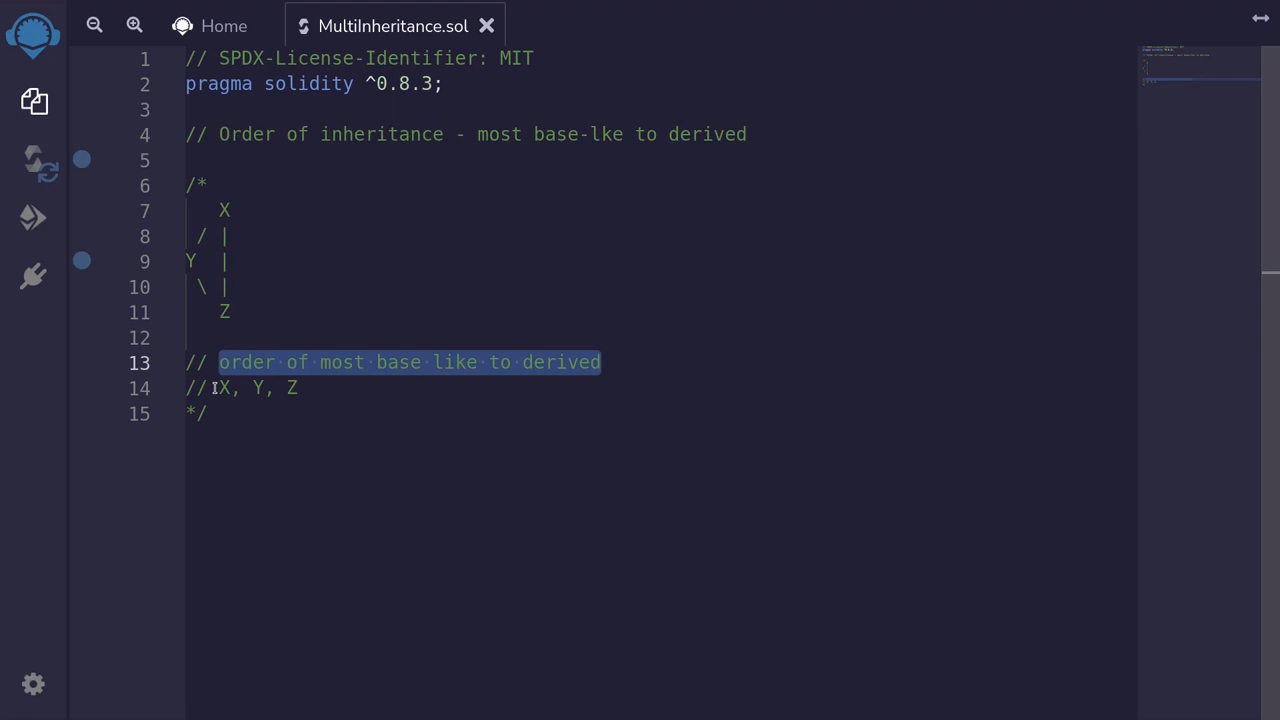 Home MultiInheritance.sol
1 // SPDX-License-Identifier: MIT
2 pragma solidity ^0.8.3;
3
4 // Order of inheritance - most base-lke to derived
5
6 /*
7 X
8 / |
9 Y |
10 \ |
11 Z
12
13 // order of most base like to derived
14 // X, Y, Z
15 */